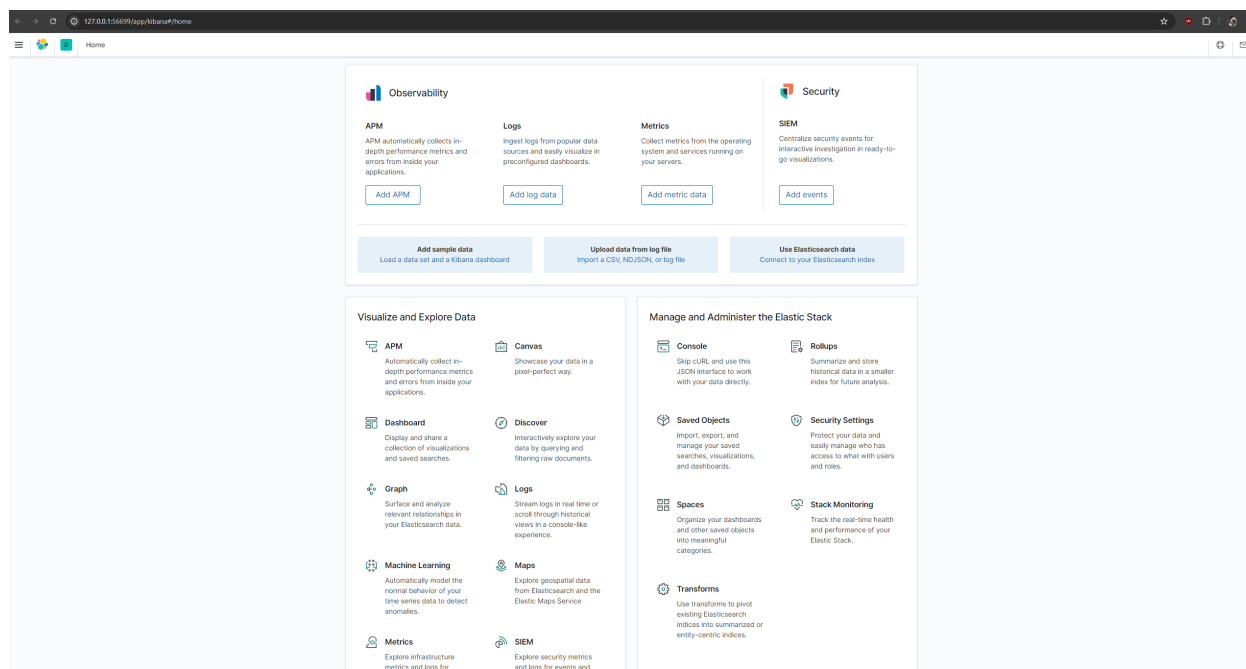 127.0.0.1:56699/app/kibana#/home
D
Home
Observability
APM
APM automatically collects in-
depth performance metrics and
errors from inside your
applications.
Add APM
Logs
Ingest logs from popular data
sources and easily visualize in
preconfigured dashboards.
Add log data
Metrics
Collect metrics from the operating
system and services running on
your servers.
Add metric data
Security
SIEM
Centralize security events for
interactive investigation in ready-to-
go visualizations.
Add events
Add sample data
Load a data set and a Kibana dashboard
Upload data from log file
Import a CSV, NDJSON, or log file
Use Elasticsearch data
Connect to your Elasticsearch index
Visualize and Explore Data
APM
Automatically collect in-
depth performance metrics
and errors from inside your
applications.
Canvas
Showcase your data in a
pixel-perfect way.
Dashboard
Display and share a
collection of visualizations
and saved searches.
Discover
Interactively explore your
data by querying and
filtering raw documents.
Graph
Surface and analyze
relevant relationships in
your Elasticsearch data.
Logs
Stream logs in real time or
scroll through historical
views in a console-like
experience.
Machine Learning
Automatically model the
normal behavior of your
time series data to detect
anomalies.
Maps
Explore geospatial data
from Elasticsearch and the
Elastic Maps Service
Metrics
Explore infrastructure
metrics and logs for
SIEM
Explore security metrics
and logs for events and
Manage and Administer the Elastic Stack
Console
Skip cURL and use this
JSON interface to work
with your data directly.
Rollups
Summarize and store
historical data in a smaller
index for future analysis.
Saved Objects
Import, export, and
manage your saved
searches, visualizations,
and dashboards.
Security Settings
Protect your data and
easily manage who has
access to what with users
and roles.
Spaces
Organize your dashboards
and other saved objects
into meaningful
categories.
Stack Monitoring
Track the real-time health
and performance of your
Elastic Stack.
Transforms
Use transforms to pivot
existing Elasticsearch
indices into summarized or
entity-centric indices.